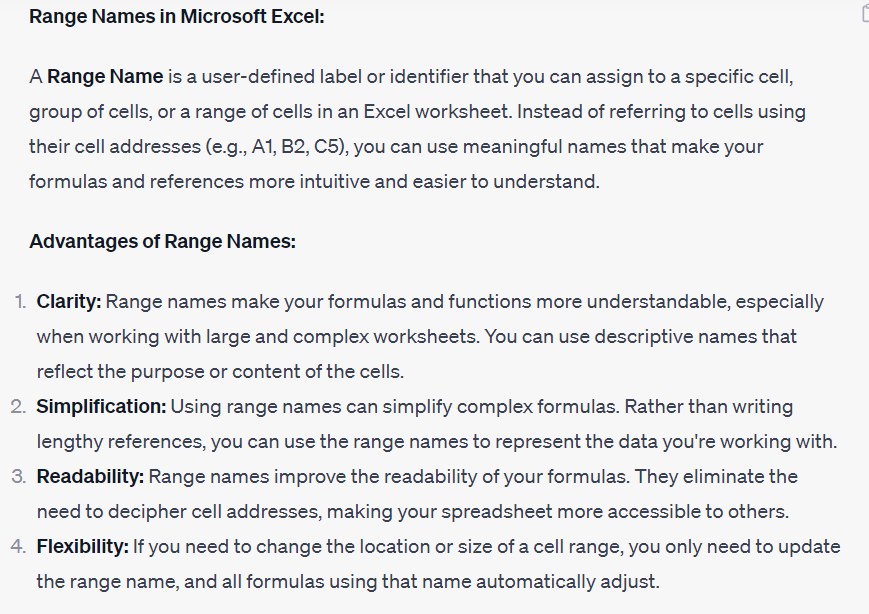 Range Names in Microsoft Excel:
A Range Name is a user-defined label or identifier that you can assign to a specific cell,
group of cells, or a range of cells in an Excel worksheet. Instead of referring to cells using
their cell addresses (e.g., A1, B2, C5), you can use meaningful names that make your
formulas and references more intuitive and easier to understand.
Advantages of Range Names:
1. Clarity: Range names make your formulas and functions more understandable, especially
when working with large and complex worksheets. You can use descriptive names that
reflect the purpose or content of the cells.
2. Simplification: Using range names can simplify complex formulas. Rather than writing
lengthy references, you can use the range names to represent the data you're working with.
3. Readability: Range names improve the readability of your formulas. They eliminate the
need to decipher cell addresses, making your spreadsheet more accessible to others.
4. Flexibility: If you need to change the location or size of a cell range, you only need to update
the range name, and all formulas using that name automatically adjust.